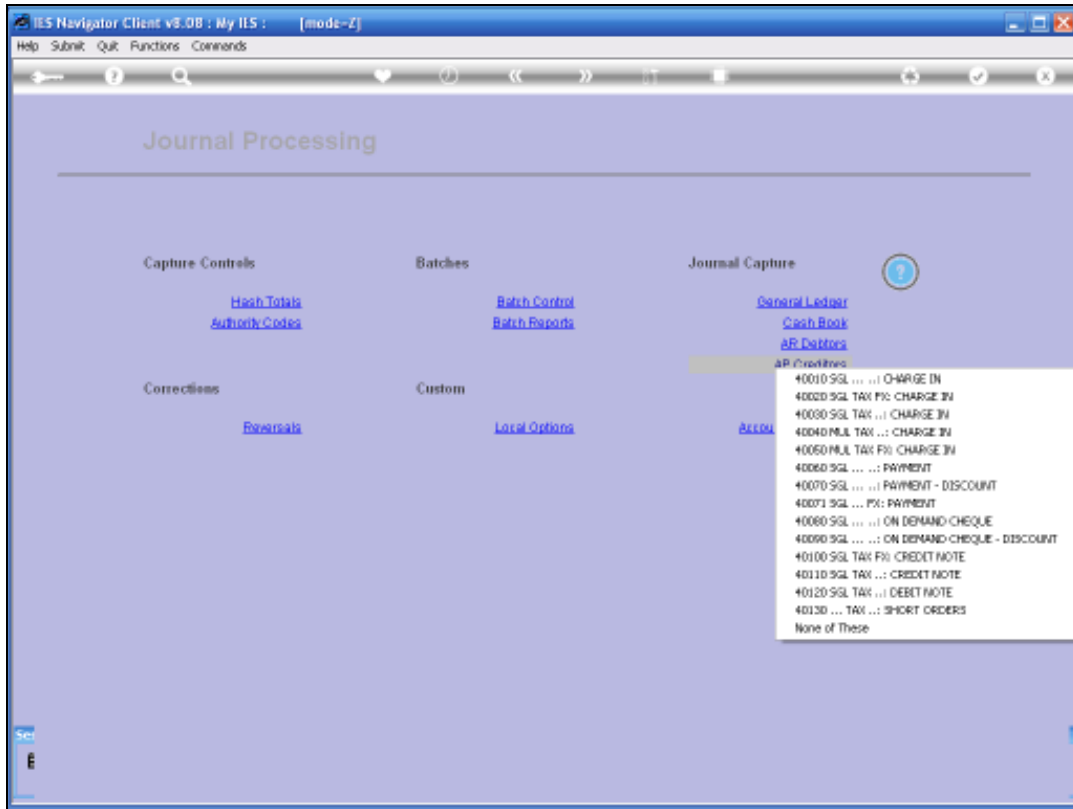 IES Navigator Client v8.08 : My IES : [mode=Z]
Help Submit Quit Functions Commands
Journal Processing
Capture Controls Batches Journal Capture
Hash Totals Batch Control General Ledger
Authority Codes Batch Reports Cash Book
AR Debtors
AP Creditors
Corrections Custom
Reversals Local Options Accou
40010 SGL ... ..: CHARGE IN
40020 SGL TAX FX: CHARGE IN
40030 SGL TAX ..: CHARGE IN
40040 MUL TAX ..: CHARGE IN
40050 MUL TAX FX: CHARGE IN
40060 SGL ... ..: PAYMENT
40070 SGL ... ..: PAYMENT - DISCOUNT
40071 SGL ... FX: PAYMENT
40080 SGL ... ..: ON DEMAND CHEQUE
40090 SGL ... ..: ON DEMAND CHEQUE - DISCOUNT
40100 SGL TAX FX: CREDIT NOTE
40110 SGL TAX ..: CREDIT NOTE
40120 SGL TAX ..: DEBIT NOTE
40130 ... TAX ..: SHORT ORDERS
None of These
Ser